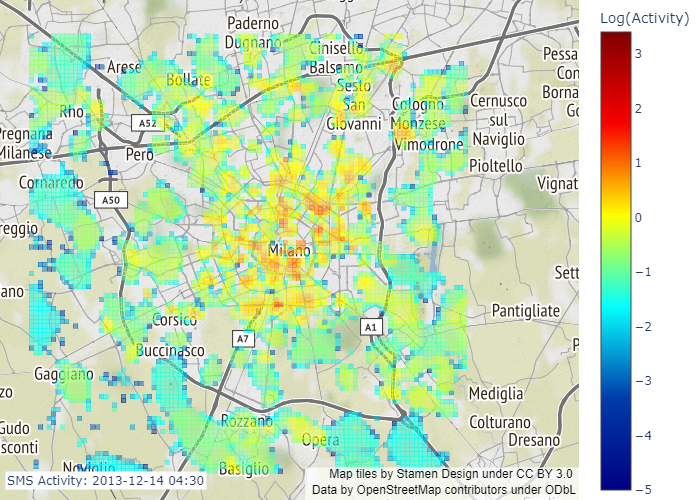 Log(Activity)
3
2
1
0
−1
−2
−3
−4
−5
Paderno
Dugnano
Cinisello
Balsamo
Arese
Bollate
Sesto
San
Giovanni
Cologno
Monzese
Vimodrone
Cernusco
sul
Naviglio
Pessa
Con
Borna
Go
Rho
A52
Pero
Pregnana
Milanese
Pioltello
Cornaredo
Vignat
A50
reggio
Milano
Sett
ano
Pantigliate
Corsico
A7
A1
Buccinasco
P
Gaggiano
zo
Mediglia
Gudo
sconti
Rozzano
Opera
Colturano
Dresano
Noviglio
Basiglio
SMS Activity: 2013-12-14 04:30
Map tiles by Stamen Design under CC BY 3.0
Data by OpenStreetMap contributors under ODbL